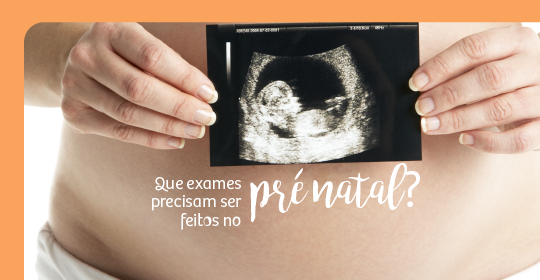 Que exames
precisam ser
feitos no
pré natal?